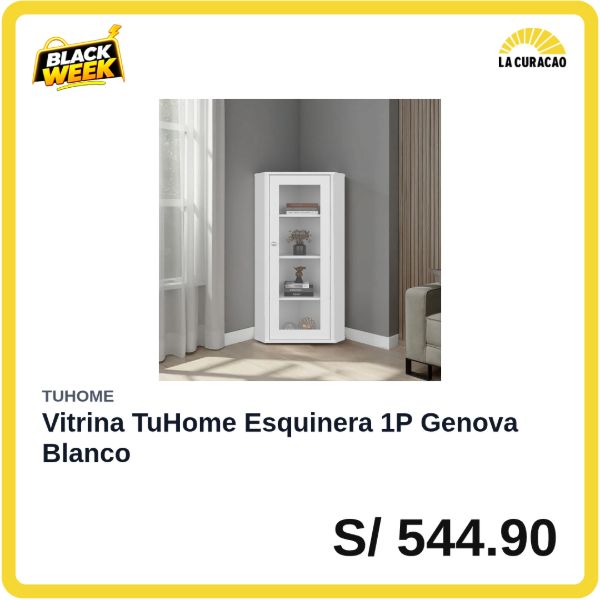 BLACK
WEEK
LA CURACAO
TUHOME
Vitrina TuHome Esquinera 1P Genova
Blanco
S/ 544.90